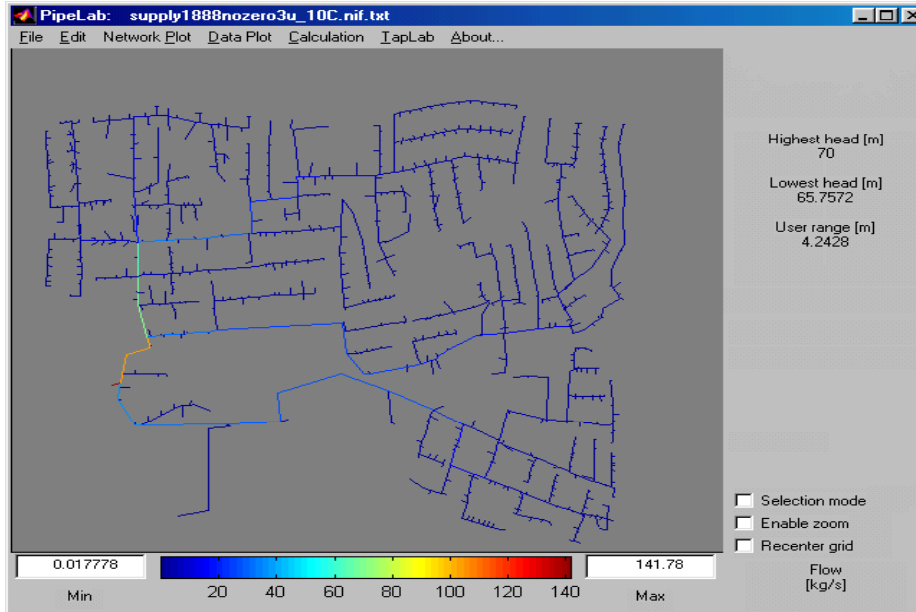 PipeLab: supply1888nozero3u_10C.nif.txt
File Edit Network Plot Data Plot Calculation TapLab About...
Highest head [m]
70
Lowest head [m]
65.7572
User range [m]
4.2428
Selection mode
Enable zoom
Recenter grid
Flow
[kg/s]
0.017778
141.78
20 40 60 80 100 120 140
Min
Max